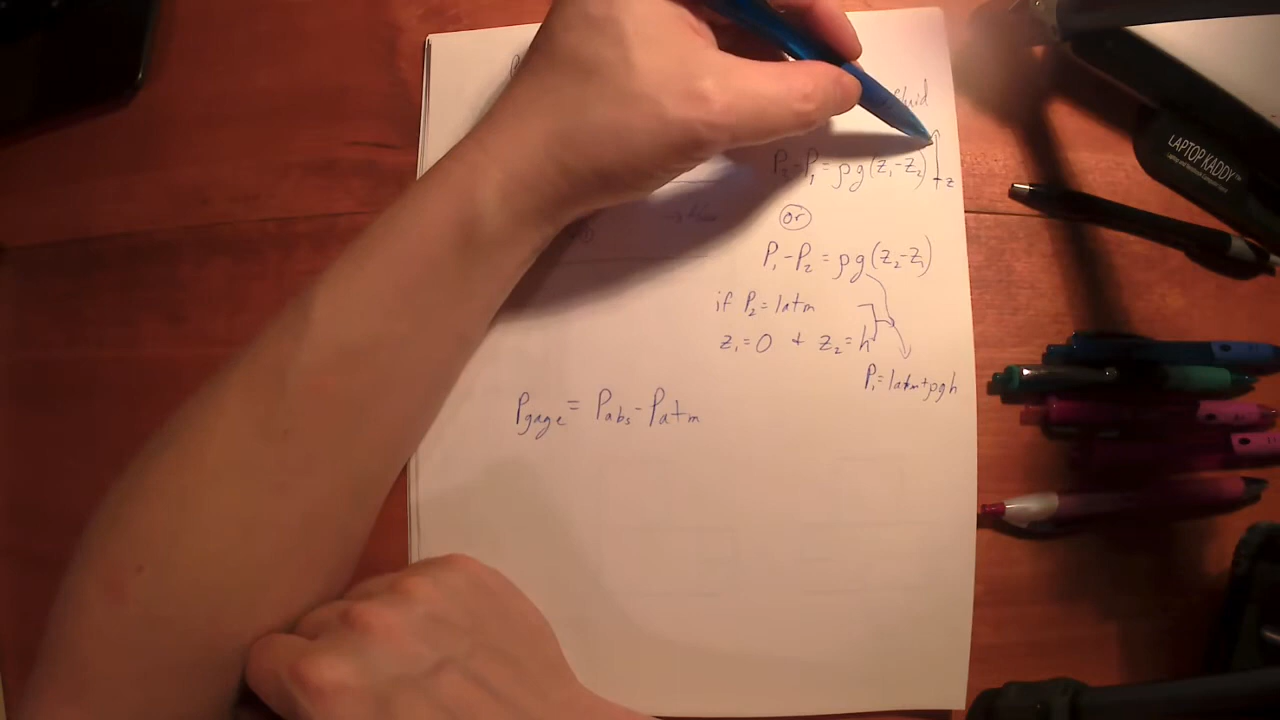 fluid
P₂-P₁=ρg(z₁-z₂) z
or
P₁-P₂=ρg(z₂-z₁)
if P₂=1atm
z₁=0 + z₂=h
P₁=1atm+ρgh
Pgage = Pabs-Patm
LAPTOP KADDY™